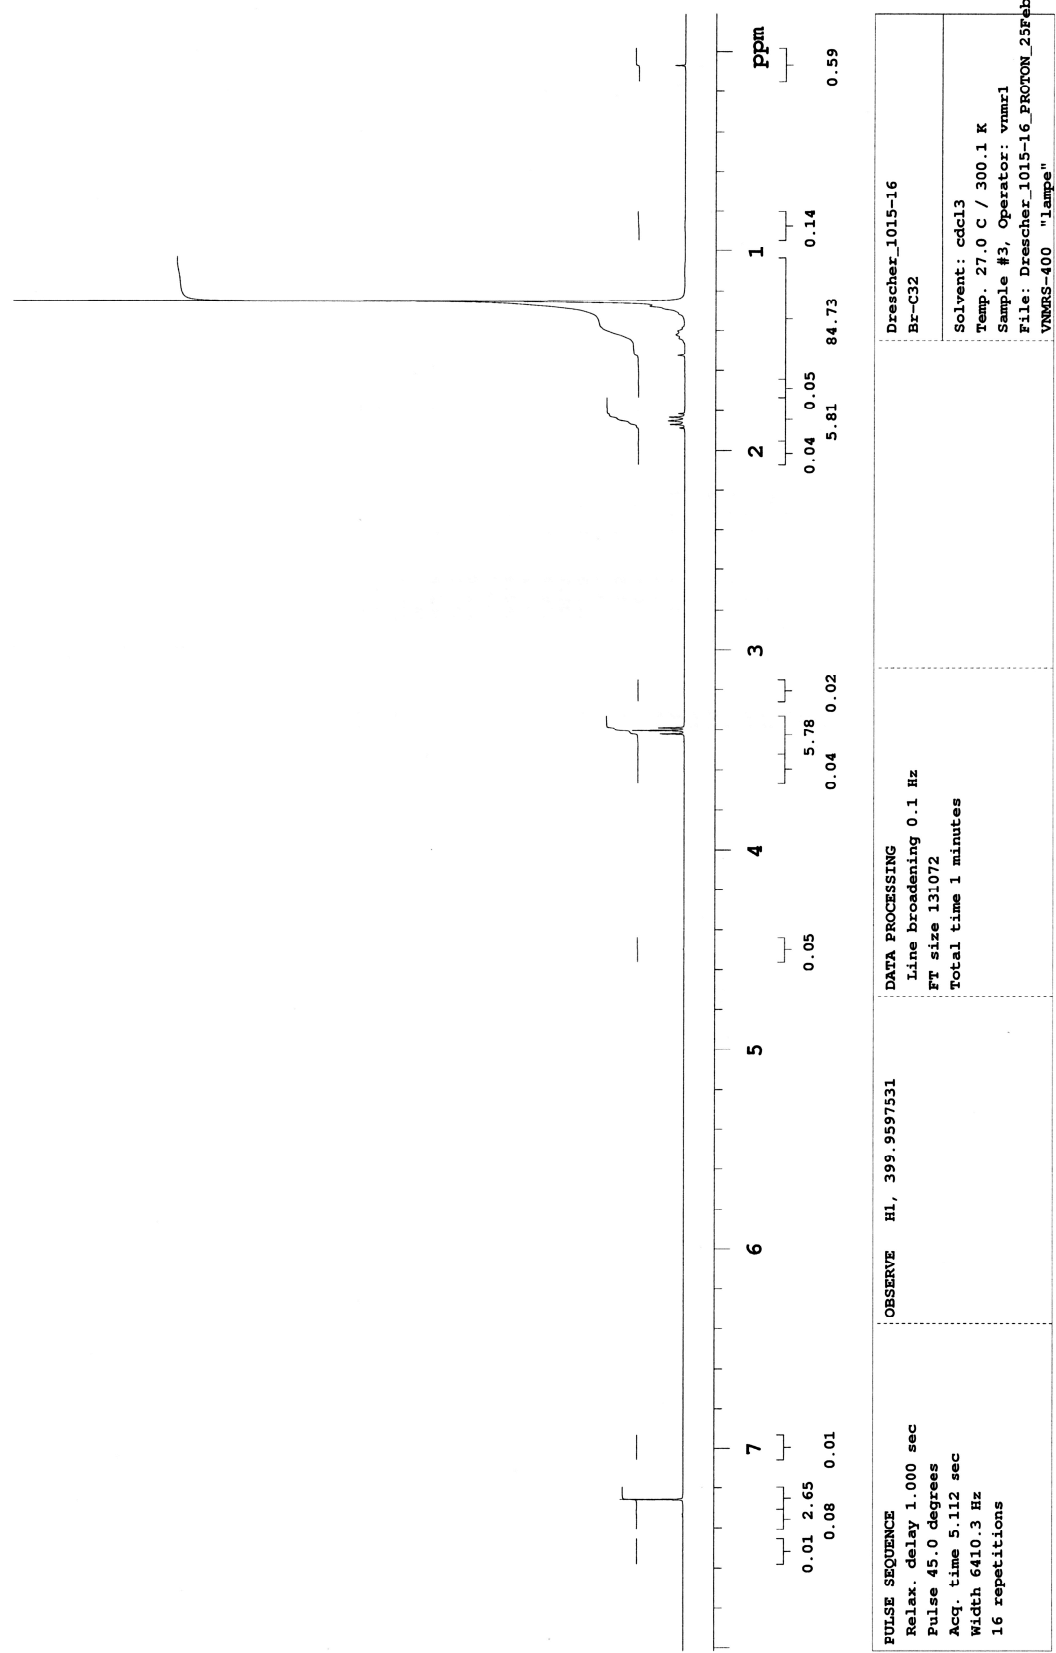 7 6 5 4 3 2 1 ppm
0.01 2.65 0.05 5.78 0.04 0.05 0.14 0.59
0.08 0.01 0.04 0.02 5.81 84.73
PULSE SEQUENCE
Relax. delay 1.000 sec
Pulse 45.0 degrees
Acq. time 5.112 sec
Width 6410.3 Hz
16 repetitions
OBSERVE H1, 399.9597531
DATA PROCESSING
Line broadening 0.1 Hz
FT size 131072
Total time 1 minutes
Drescher_1015-16
Br-C32
Solvent: cdcl3
Temp. 27.0 C / 300.1 K
Sample #3, Operator: vnmr1
File: Drescher_1015-16_PROTON_25Feb
VNMRS-400 "lampe"